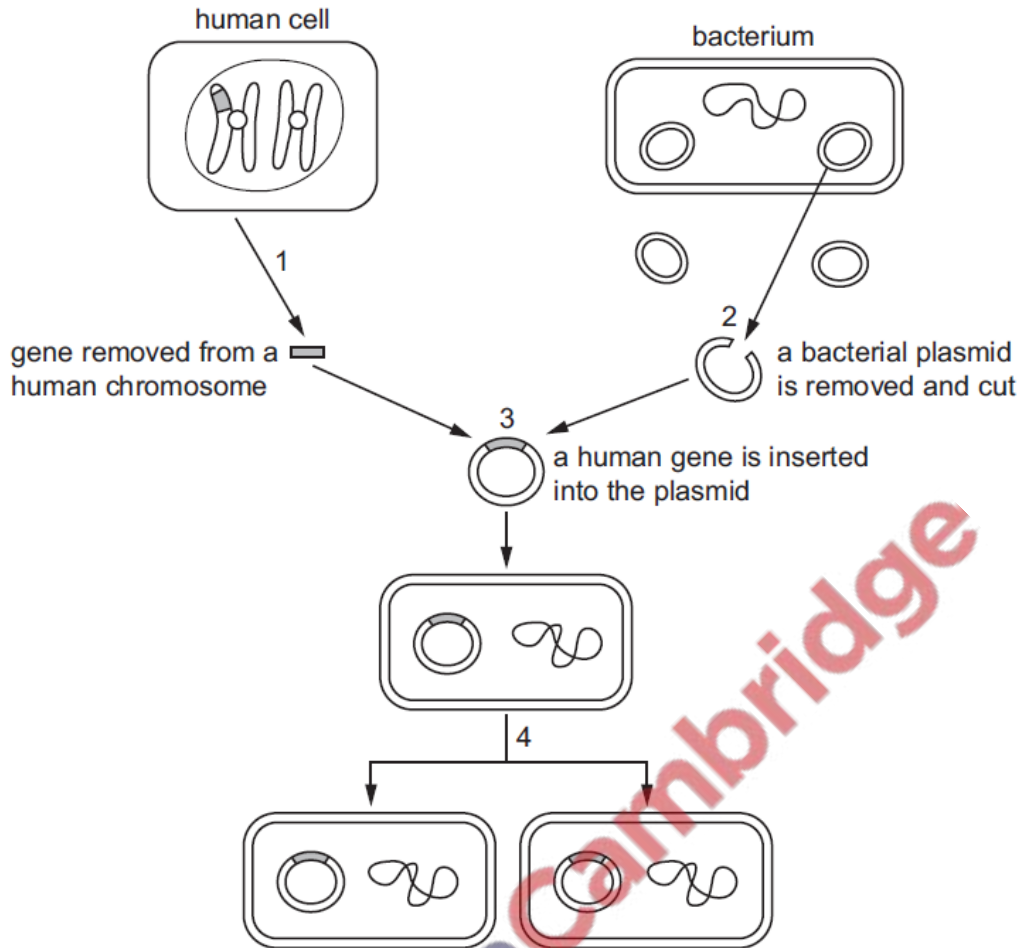 human cell
bacterium
1
2
gene removed from a
human chromosome
a bacterial plasmid
is removed and cut
3
a human gene is inserted
into the plasmid
4
Cambridge